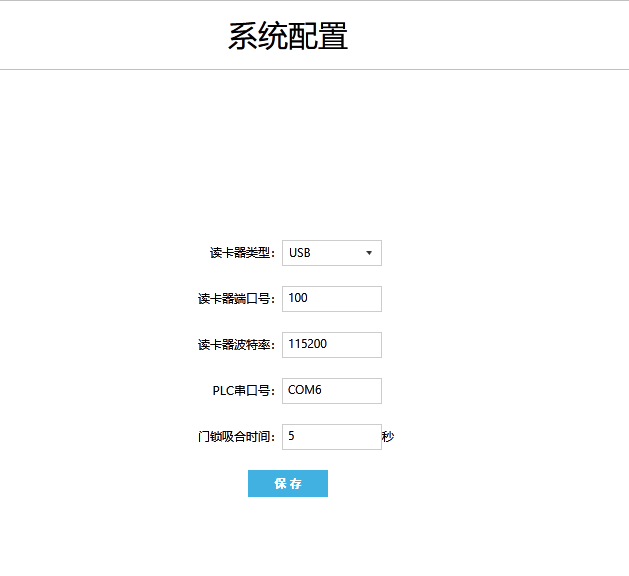 系统配置
读卡器类型： USB
读卡器端口号： 100
读卡器波特率： 115200
PLC串口号： COM6
门锁吸合时间： 5 秒
保 存